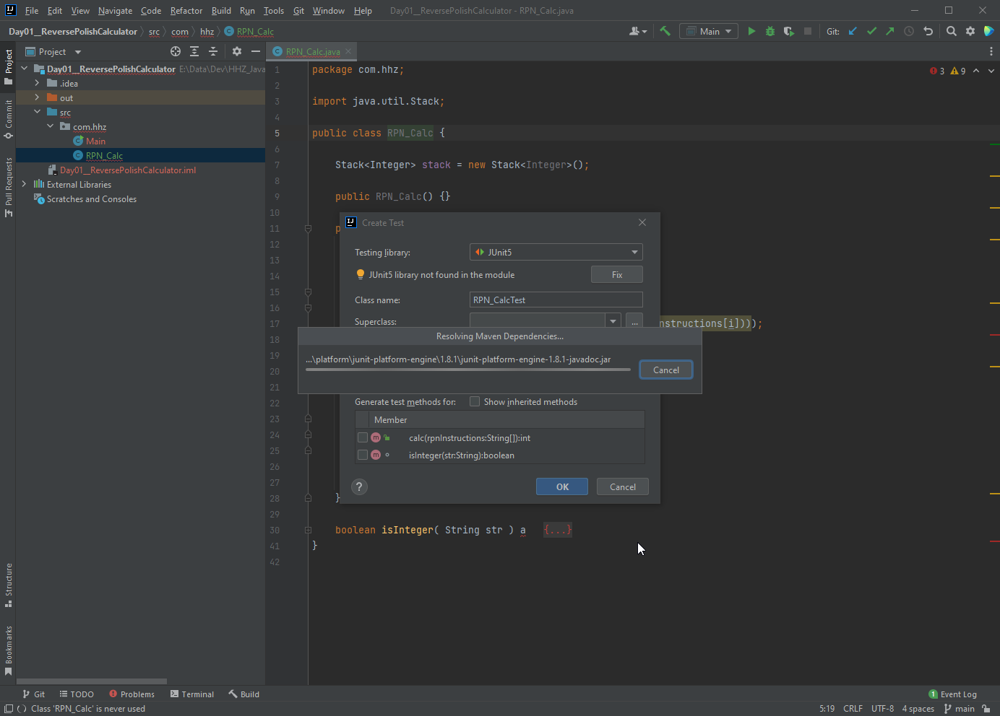 File Edit View Navigate Code Refactor Build Run Tools Git Window Help Day01__ReversePolishCalculator - RPN_Calc.java
Day01__ReversePolishCalculator src com hhz RPN_Calc Main Git:
Project
RPN_Calc.java
Project
Commit
Pull Requests
Structure
Bookmarks
Day01__ReversePolishCalculator E:\Data\Dev\HHZ_Java
.idea
out
src
com.hhz
Main
RPN_Calc
Day01__ReversePolishCalculator.iml
External Libraries
Scratches and Consoles
3 9
1 package com.hhz;
2
3 import java.util.Stack;
4
5 public class RPN_Calc {
6
7 Stack<Integer> stack = new Stack<Integer>();
8
9 public RPN_Calc() {}
10
11 p
12
13
14
15
16
17 nstructions[i])));
18
19
20
21
22
23
24
25
26
27
28 }
29
30 boolean isInteger( String str ) a {...}
41 }
42
Create Test
Testing library: JUnit5
JUnit5 library not found in the module Fix
Class name: RPN_CalcTest
Superclass: ...
Resolving Maven Dependencies...
...\platform\junit-platform-engine\1.8.1\junit-platform-engine-1.8.1-javadoc.jar
Cancel
Generate test methods for: Show inherited methods
Member
m calc(rpnInstructions:String[]):int
m isInteger(str:String):boolean
? OK Cancel
Git TODO Problems Terminal Build 1 Event Log
Class 'RPN_Calc' is never used 5:19 CRLF UTF-8 4 spaces main